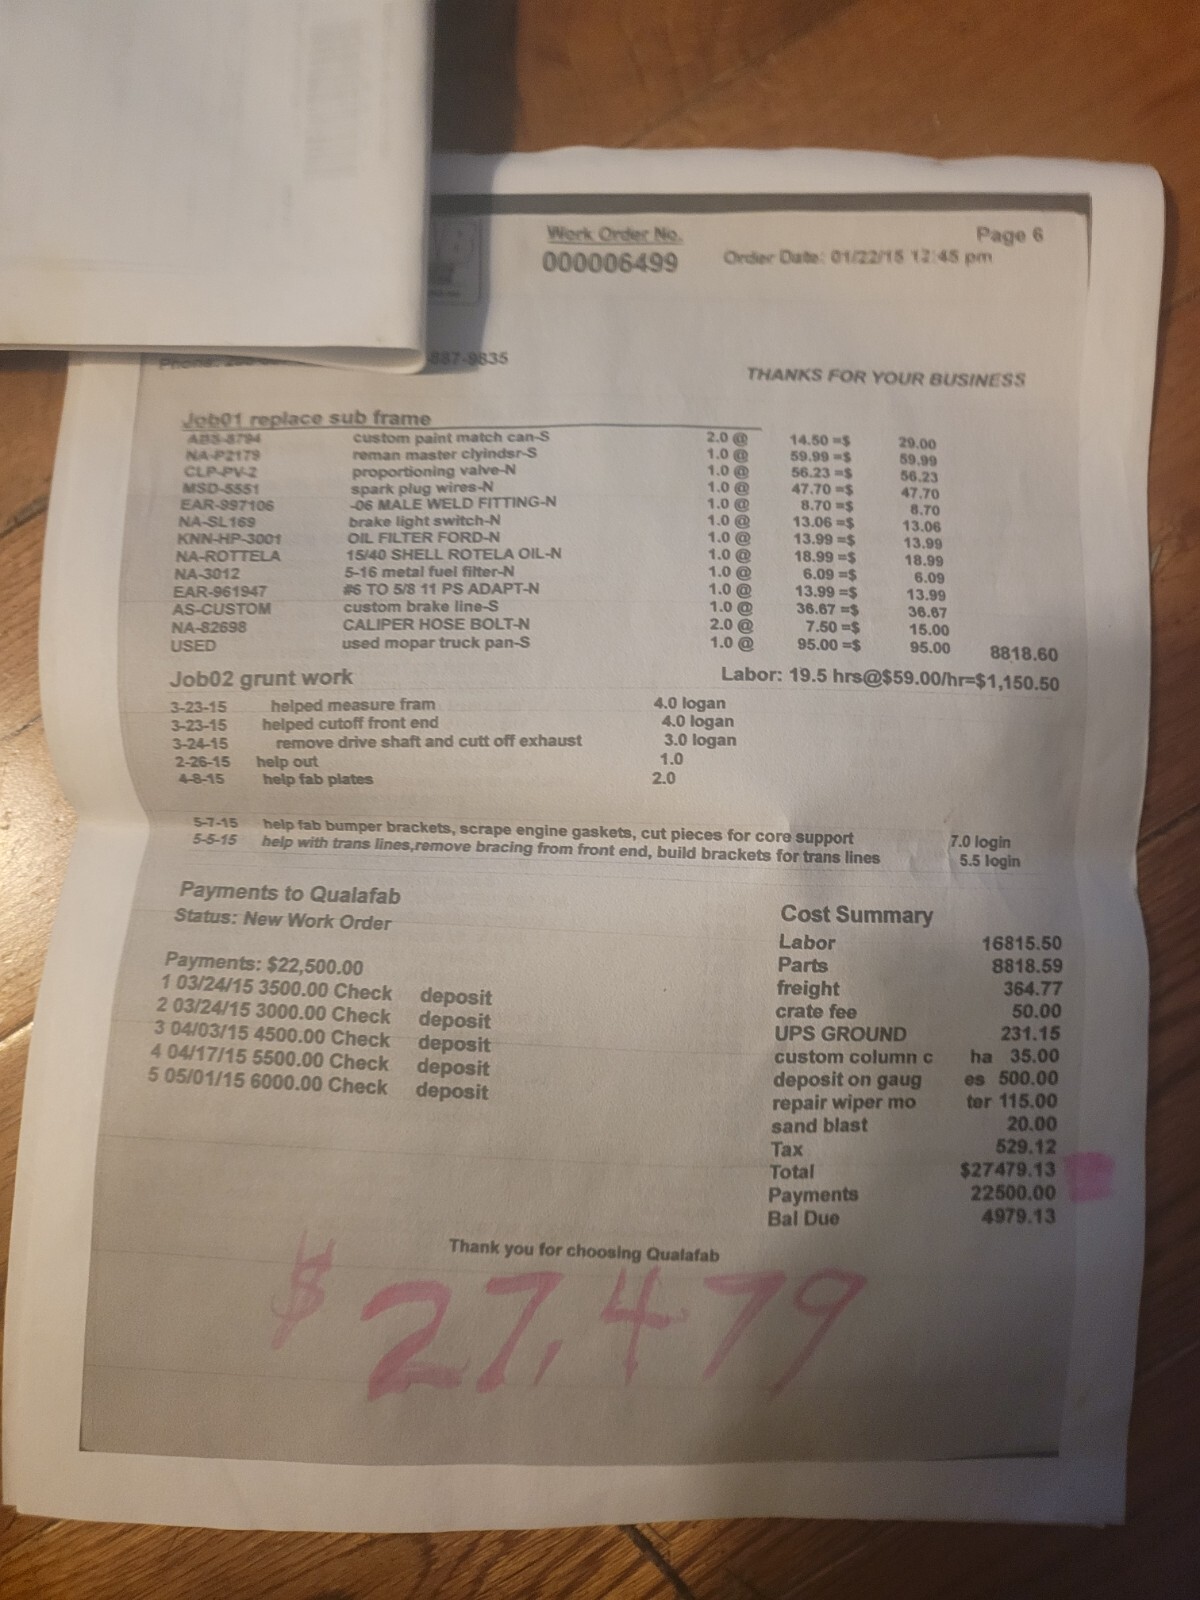 Work Order No.
000006499
Page 6
Order Date: 01/22/15 12:45 pm
Phone: 887-9835
THANKS FOR YOUR BUSINESS
Job01 replace sub frame
ABS-8794 custom paint match can-S 2.0 @ 14.50 =$ 29.00
NA-P2179 reman master clyindsr-S 1.0 @ 59.99 =$ 59.99
CLP-PV-2 proportioning valve-N 1.0 @ 56.23 =$ 56.23
MSD-5551 spark plug wires-N 1.0 @ 47.70 =$ 47.70
EAR-997106 -06 MALE WELD FITTING-N 1.0 @ 8.70 =$ 8.70
NA-SL169 brake light switch-N 1.0 @ 13.06 =$ 13.06
KNN-HP-3001 OIL FILTER FORD-N 1.0 @ 13.99 =$ 13.99
NA-ROTTELA 15/40 SHELL ROTELA OIL-N 1.0 @ 18.99 =$ 18.99
NA-3012 5-16 metal fuel filter-N 1.0 @ 6.09 =$ 6.09
EAR-961947 #6 TO 5/8 11 PS ADAPT-N 1.0 @ 13.99 =$ 13.99
AS-CUSTOM custom brake line-S 1.0 @ 36.67 =$ 36.67
NA-82698 CALIPER HOSE BOLT-N 2.0 @ 7.50 =$ 15.00
USED used mopar truck pan-S 1.0 @ 95.00 =$ 95.00 8818.60
Job02 grunt work Labor: 19.5 hrs@$59.00/hr=$1,150.50
3-23-15 helped measure fram 4.0 logan
3-23-15 helped cutoff front end 4.0 logan
3-24-15 remove drive shaft and cutt off exhaust 3.0 logan
2-26-15 help out 1.0
4-8-15 help fab plates 2.0
5-7-15 help fab bumper brackets, scrape engine gaskets, cut pieces for core support 7.0 login
5-5-15 help with trans lines,remove bracing from front end, build brackets for trans lines 5.5 login
Payments to Qualafab
Status: New Work Order
Payments: $22,500.00
1 03/24/15 3500.00 Check deposit
2 03/24/15 3000.00 Check deposit
3 04/03/15 4500.00 Check deposit
4 04/17/15 5500.00 Check deposit
5 05/01/15 6000.00 Check deposit
Cost Summary
Labor 16815.50
Parts 8818.59
freight 364.77
crate fee 50.00
UPS GROUND 231.15
custom column c ha 35.00
deposit on gaug es 500.00
repair wiper mo ter 115.00
sand blast 20.00
Tax 529.12
Total $27479.13
Payments 22500.00
Bal Due 4979.13
Thank you for choosing Qualafab
$27,479